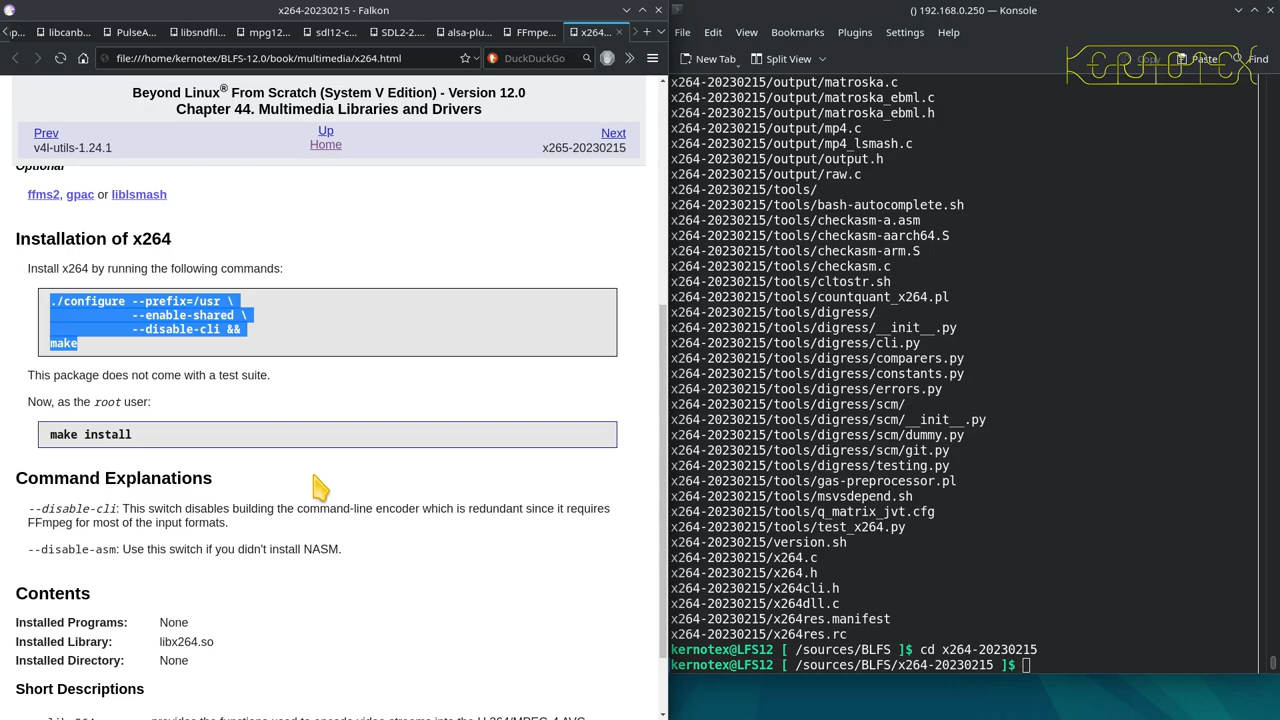 x264-20230215 - Falkon
p... libcanb... PulseA... libsndfil... mpg12... sdl12-c... SDL2-2.... alsa-plu... FFmpe... x264...
file:///home/kernotex/BLFS-12.0/book/multimedia/x264.html
DuckDuckGo
Beyond Linux® From Scratch (System V Edition) - Version 12.0
Chapter 44. Multimedia Libraries and Drivers
Prev Up Next
v4l-utils-1.24.1 Home x265-20230215
Optional
ffms2, gpac or liblsmash
Installation of x264
Install x264 by running the following commands:
./configure --prefix=/usr \
--enable-shared \
--disable-cli &&
make
This package does not come with a test suite.
Now, as the root user:
make install
Command Explanations
--disable-cli: This switch disables building the command-line encoder which is redundant since it requires
FFmpeg for most of the input formats.
--disable-asm: Use this switch if you didn't install NASM.
Contents
Installed Programs: None
Installed Library: libx264.so
Installed Directory: None
Short Descriptions
() 192.168.0.250 — Konsole
File Edit View Bookmarks Plugins Settings Help
New Tab Split View Copy Paste Find
Kernotex
x264-20230215/output/matroska.c
x264-20230215/output/matroska_ebml.c
x264-20230215/output/matroska_ebml.h
x264-20230215/output/mp4.c
x264-20230215/output/mp4_lsmash.c
x264-20230215/output/output.h
x264-20230215/output/raw.c
x264-20230215/tools/
x264-20230215/tools/bash-autocomplete.sh
x264-20230215/tools/checkasm-a.asm
x264-20230215/tools/checkasm-aarch64.S
x264-20230215/tools/checkasm-arm.S
x264-20230215/tools/checkasm.c
x264-20230215/tools/cltostr.sh
x264-20230215/tools/countquant_x264.pl
x264-20230215/tools/digress/
x264-20230215/tools/digress/__init__.py
x264-20230215/tools/digress/cli.py
x264-20230215/tools/digress/comparers.py
x264-20230215/tools/digress/constants.py
x264-20230215/tools/digress/errors.py
x264-20230215/tools/digress/scm/
x264-20230215/tools/digress/scm/__init__.py
x264-20230215/tools/digress/scm/dummy.py
x264-20230215/tools/digress/scm/git.py
x264-20230215/tools/digress/testing.py
x264-20230215/tools/gas-preprocessor.pl
x264-20230215/tools/msvsdepend.sh
x264-20230215/tools/q_matrix_jvt.cfg
x264-20230215/tools/test_x264.py
x264-20230215/version.sh
x264-20230215/x264.c
x264-20230215/x264.h
x264-20230215/x264cli.h
x264-20230215/x264dll.c
x264-20230215/x264res.manifest
x264-20230215/x264res.rc
kernotex@LFS12 [ /sources/BLFS ]$ cd x264-20230215
kernotex@LFS12 [ /sources/BLFS/x264-20230215 ]$